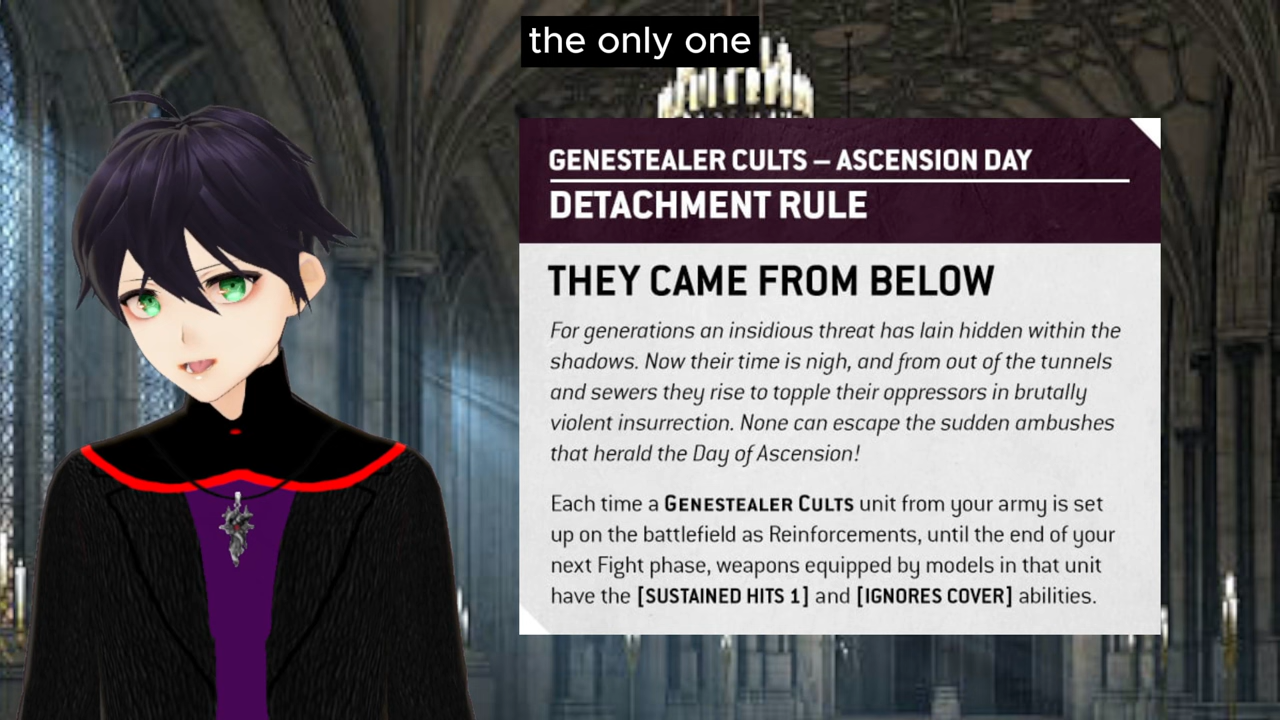 the only one
GENESTEALER CULTS – ASCENSION DAY
DETACHMENT RULE
THEY CAME FROM BELOW
For generations an insidious threat has lain hidden within the
shadows. Now their time is nigh, and from out of the tunnels
and sewers they rise to topple their oppressors in brutally
violent insurrection. None can escape the sudden ambushes
that herald the Day of Ascension!
Each time a GENESTEALER CULTS unit from your army is set
up on the battlefield as Reinforcements, until the end of your
next Fight phase, weapons equipped by models in that unit
have the [SUSTAINED HITS 1] and [IGNORES COVER] abilities.